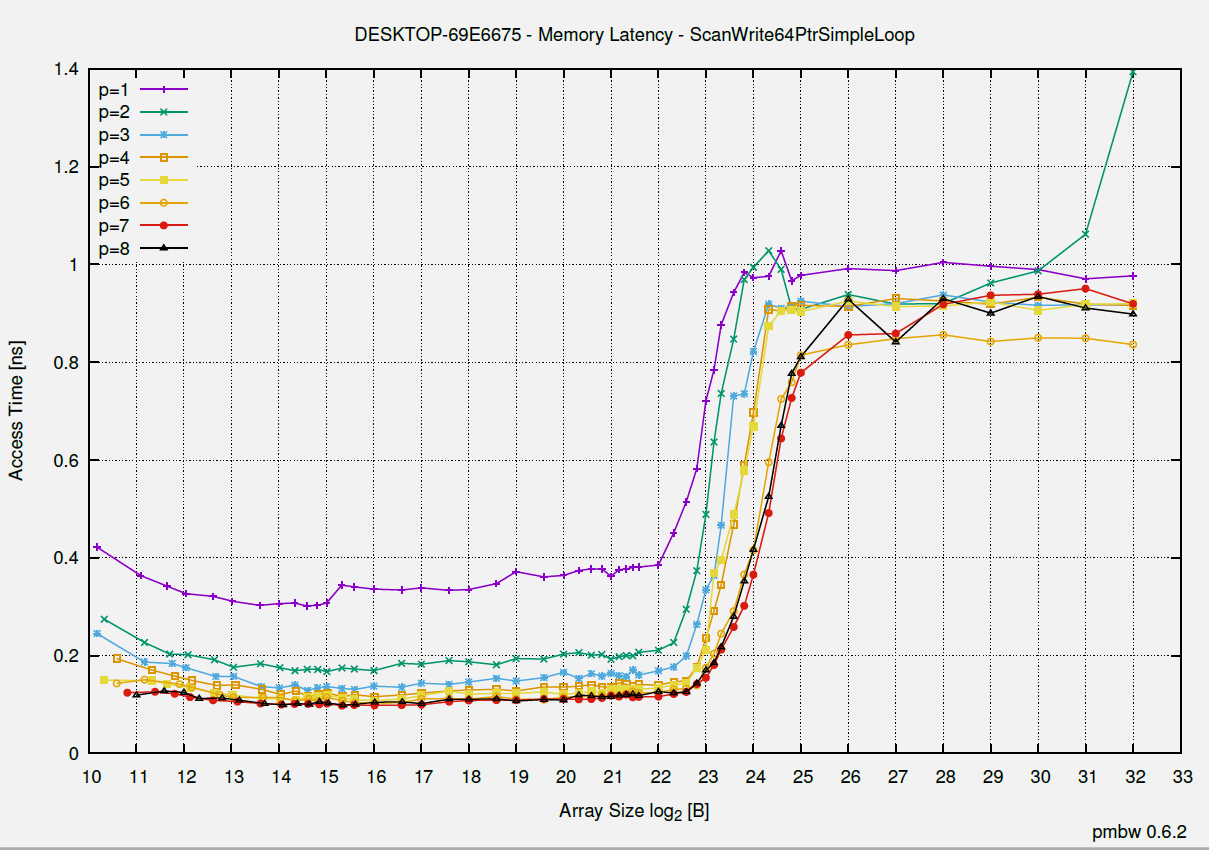 DESKTOP-69E6675 - Memory Latency - ScanWrite64PtrSimpleLoop
1.4
1.2
1
0.8
0.6
0.4
0.2
0
Access Time [ns]
p=1
p=2
p=3
p=4
p=5
p=6
p=7
p=8
10 11 12 13 14 15 16 17 18 19 20 21 22 23 24 25 26 27 28 29 30 31 32 33
Array Size log₂ [B]
pmbw 0.6.2